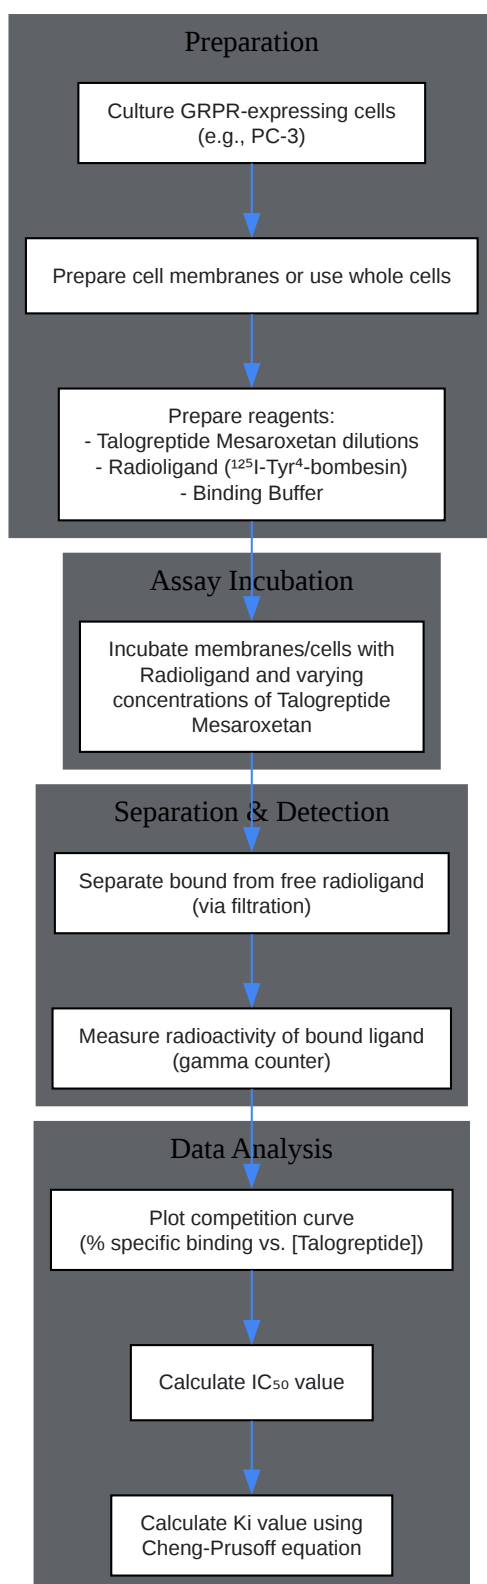 Preparation
Culture GRPR-expressing cells
(e.g., PC-3)
Prepare cell membranes or use whole cells
Prepare reagents:
- Talogreptide Mesaroxetan dilutions
- Radioligand (¹²⁵I-Tyr⁴-bombesin)
- Binding Buffer
Assay Incubation
Incubate membranes/cells with
Radioligand and varying
concentrations of Talogreptide
Mesaroxetan
Separation & Detection
Separate bound from free radioligand
(via filtration)
Measure radioactivity of bound ligand
(gamma counter)
Data Analysis
Plot competition curve
(% specific binding vs. [Talogreptide])
Calculate IC₅₀ value
Calculate Ki value using
Cheng-Prusoff equation